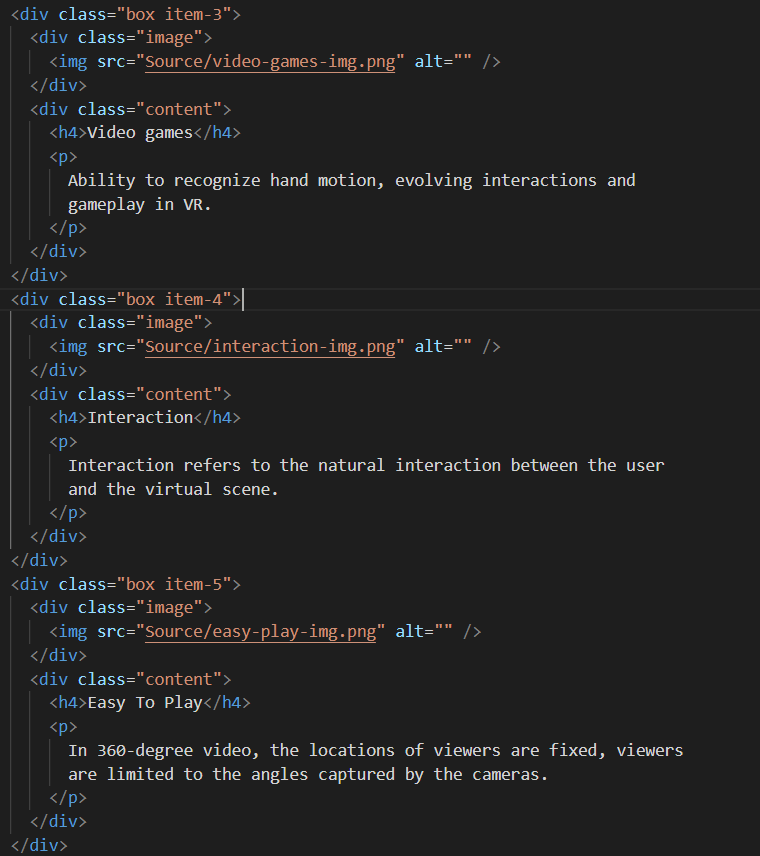 <div class="box item-3">
<div class="image">
<img src="Source/video-games-img.png" alt="" />
</div>
<div class="content">
<h4>Video games</h4>
<p>
Ability to recognize hand motion, evolving interactions and
gameplay in VR.
</p>
</div>
</div>
<div class="box item-4">
<div class="image">
<img src="Source/interaction-img.png" alt="" />
</div>
<div class="content">
<h4>Interaction</h4>
<p>
Interaction refers to the natural interaction between the user
and the virtual scene.
</p>
</div>
</div>
<div class="box item-5">
<div class="image">
<img src="Source/easy-play-img.png" alt="" />
</div>
<div class="content">
<h4>Easy To Play</h4>
<p>
In 360-degree video, the locations of viewers are fixed, viewers
are limited to the angles captured by the cameras.
</p>
</div>
</div>